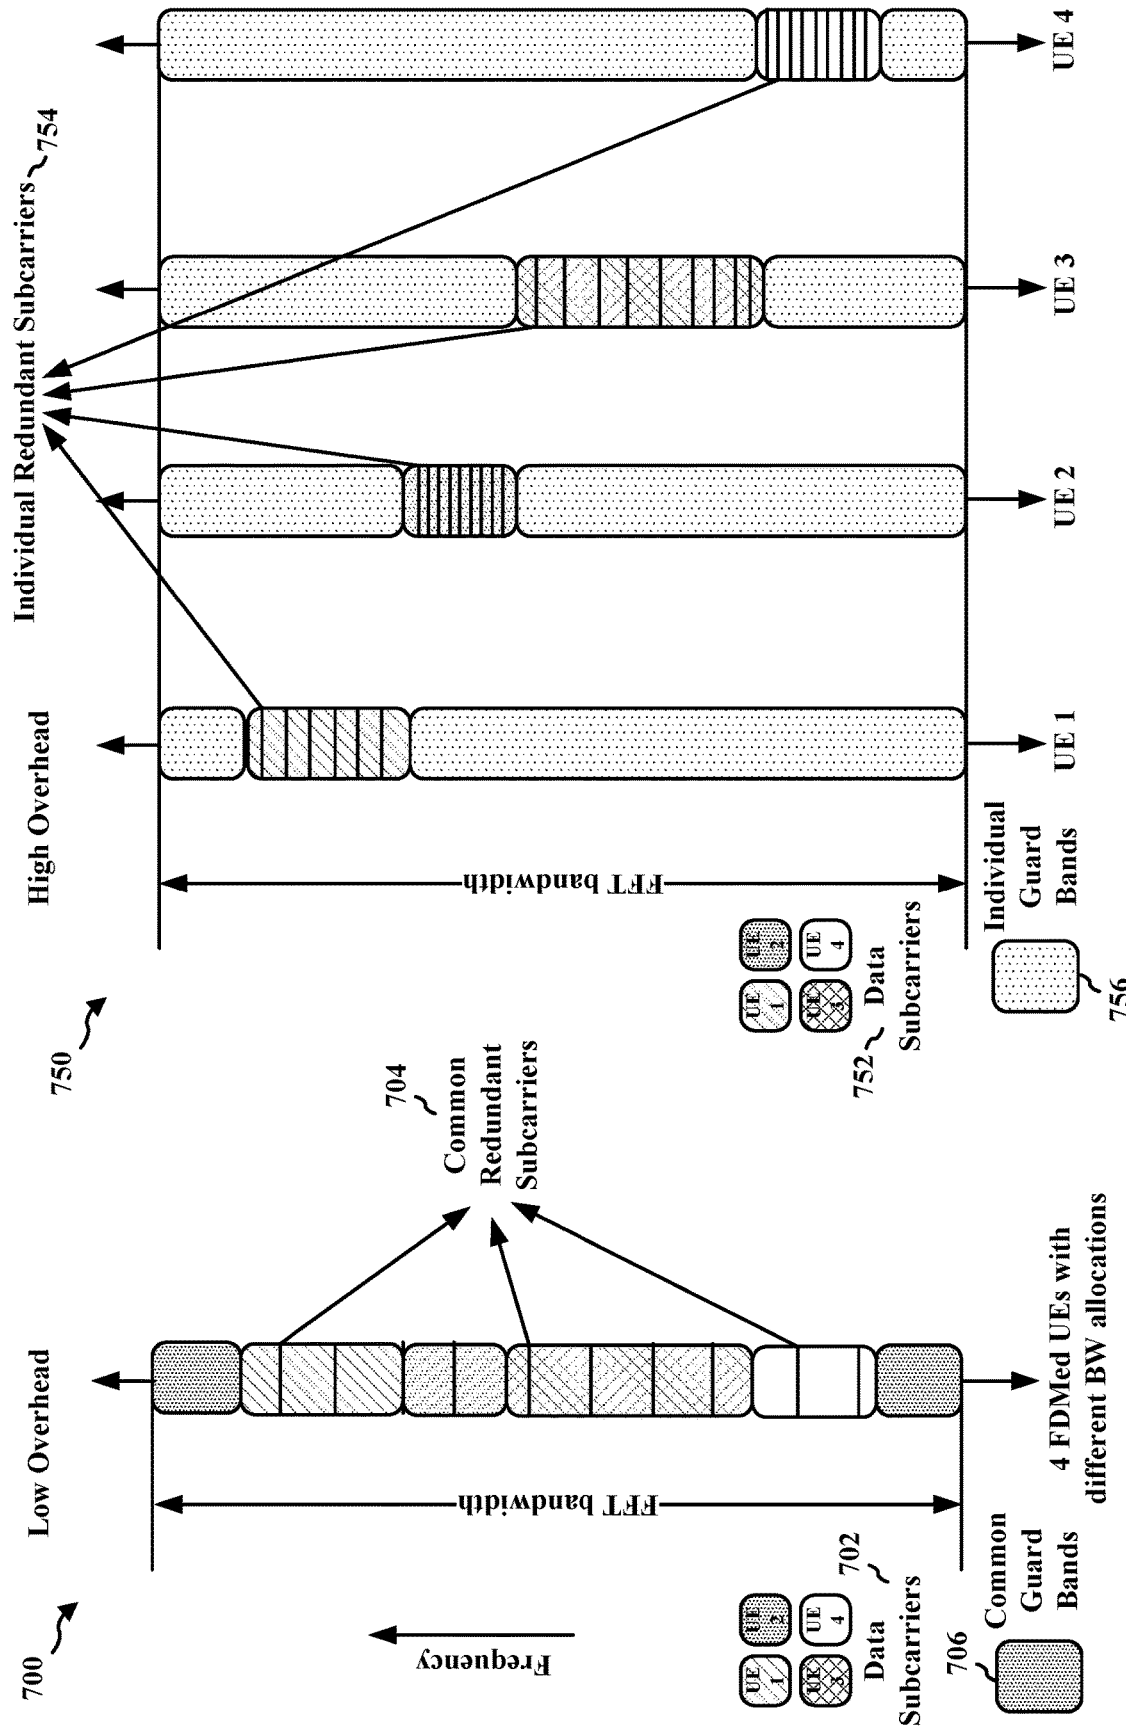 700
Low Overhead
Frequency
FFT bandwidth
704
Common
Redundant
Subcarriers
UE
1
UE
2
UE
3
UE
4
702
Data
Subcarriers
706
Common
Guard
Bands
4 FDMed UEs with
different BW allocations
750
High Overhead
Individual Redundant Subcarriers
754
FFT bandwidth
UE
1
UE
2
UE
3
UE
4
752
Data
Subcarriers
Individual
Guard
Bands
756
UE 1
UE 2
UE 3
UE 4